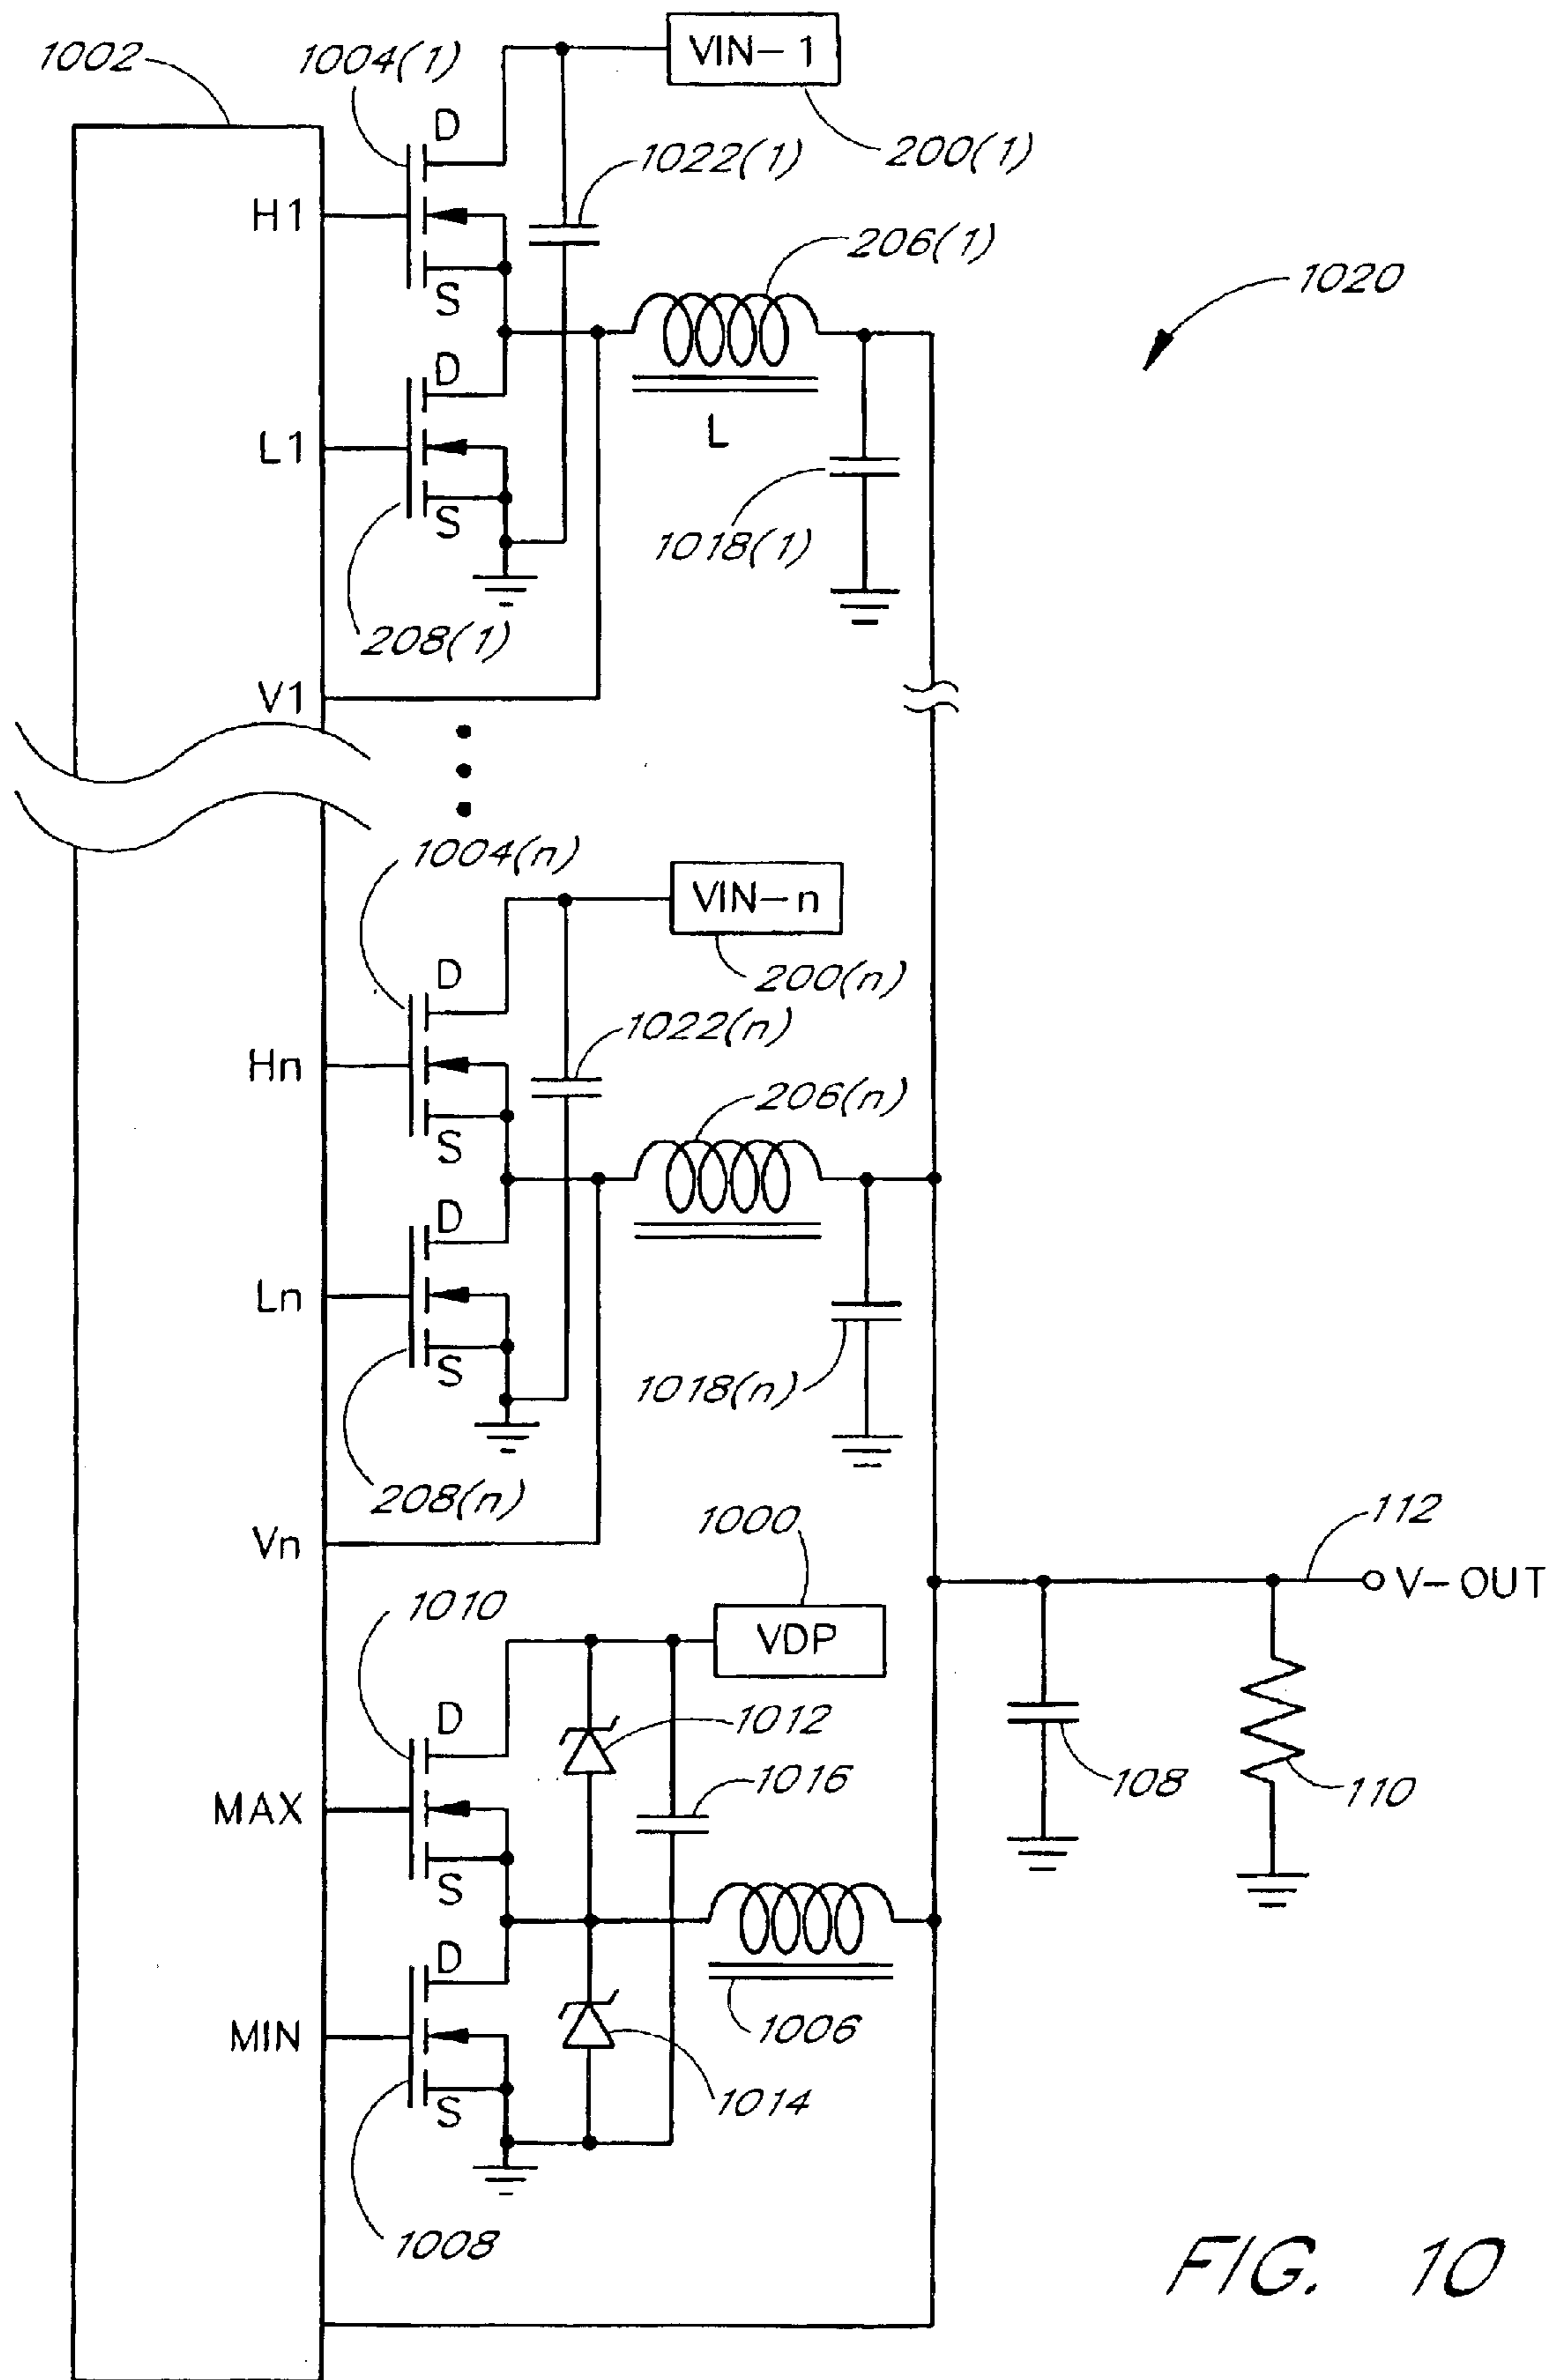 1002
1004(1)
VIN-1
D
200(1)
1022(1)
H1
206(1)
1020
S
D
L1
L
S
1018(1)
208(1)
V1
1004(n)
VIN-n
D
200(n)
1022(n)
Hn
206(n)
S
D
Ln
S
1018(n)
208(n)
1000
112
Vn
V-OUT
1010
VDP
D
1012
1016
108
110
MAX
S
D
MIN
1006
S
1014
1008
FIG. 10